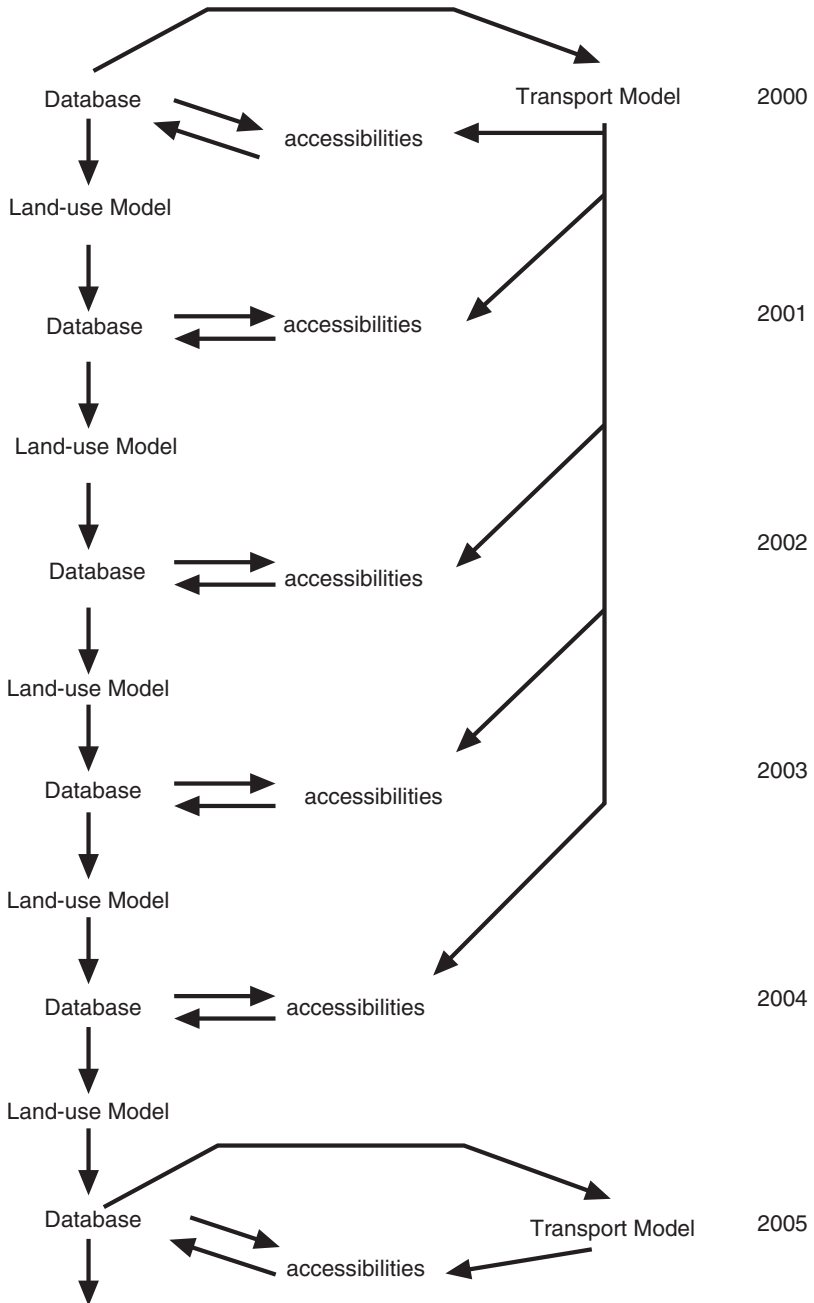 Database
Transport Model
2000
accessibilities
Land-use Model
Database
accessibilities
2001
Land-use Model
Database
accessibilities
2002
Land-use Model
Database
accessibilities
2003
Land-use Model
Database
accessibilities
2004
Land-use Model
Database
Transport Model
2005
accessibilities